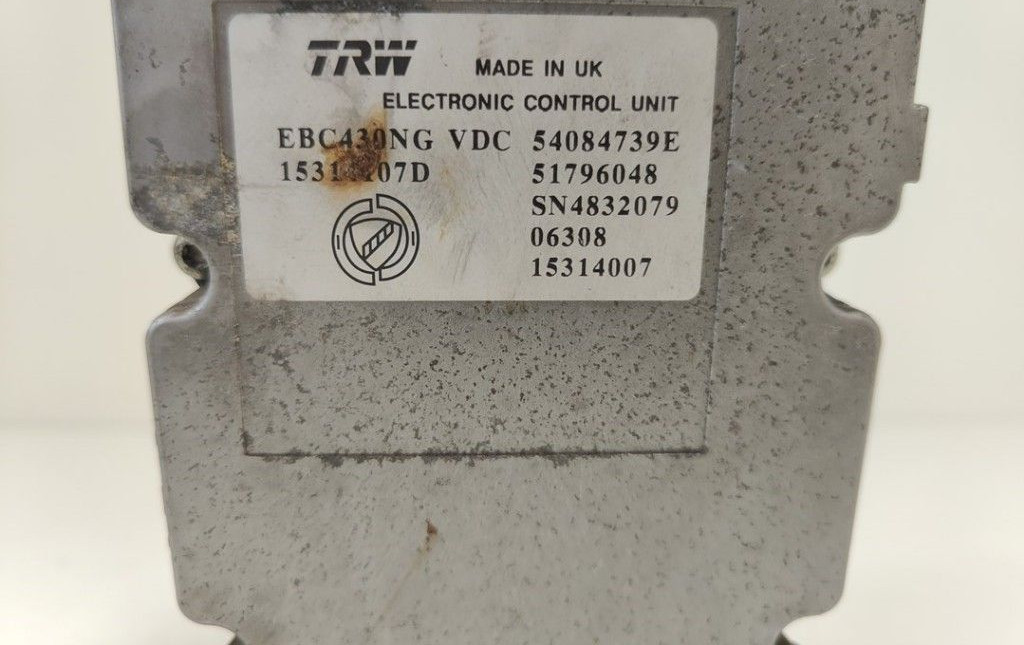 TRW MADE IN UK
ELECTRONIC CONTROL UNIT
EBC430NG VDC 54084739E
51796048
SN4832079
06308
15314007